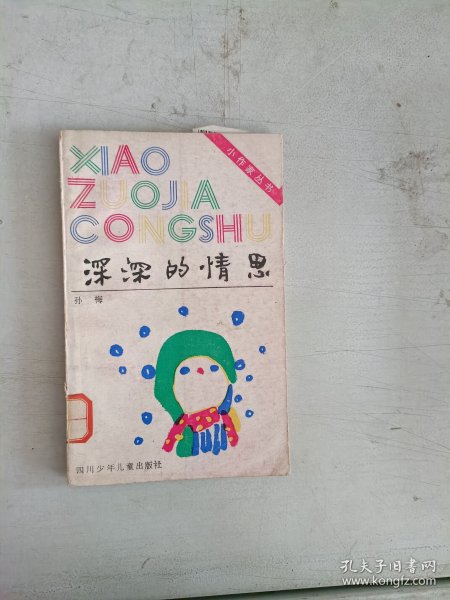 XIAO
ZUOJIA
CONGSHU
小作家丛书
深深的情思
孙梅
四川少年儿童出版社
孔夫子旧书网
www.kongfz.com